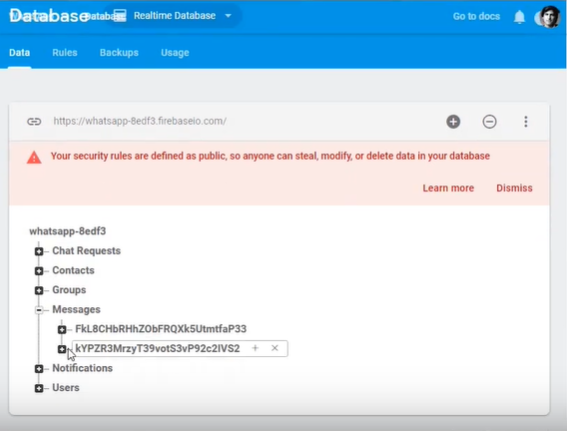 Database
Database
Realtime Database
Go to docs
Data Rules Backups Usage
https://whatsapp-8edf3.firebaseio.com/
Your security rules are defined as public, so anyone can steal, modify, or delete data in your database
Learn more Dismiss
whatsapp-8edf3
Chat Requests
Contacts
Groups
Messages
FkL8CHbRHhZObFRQXk5UtmtfaP33
kYPZR3MrzyT39votS3vP92c2IVS2
Notifications
Users